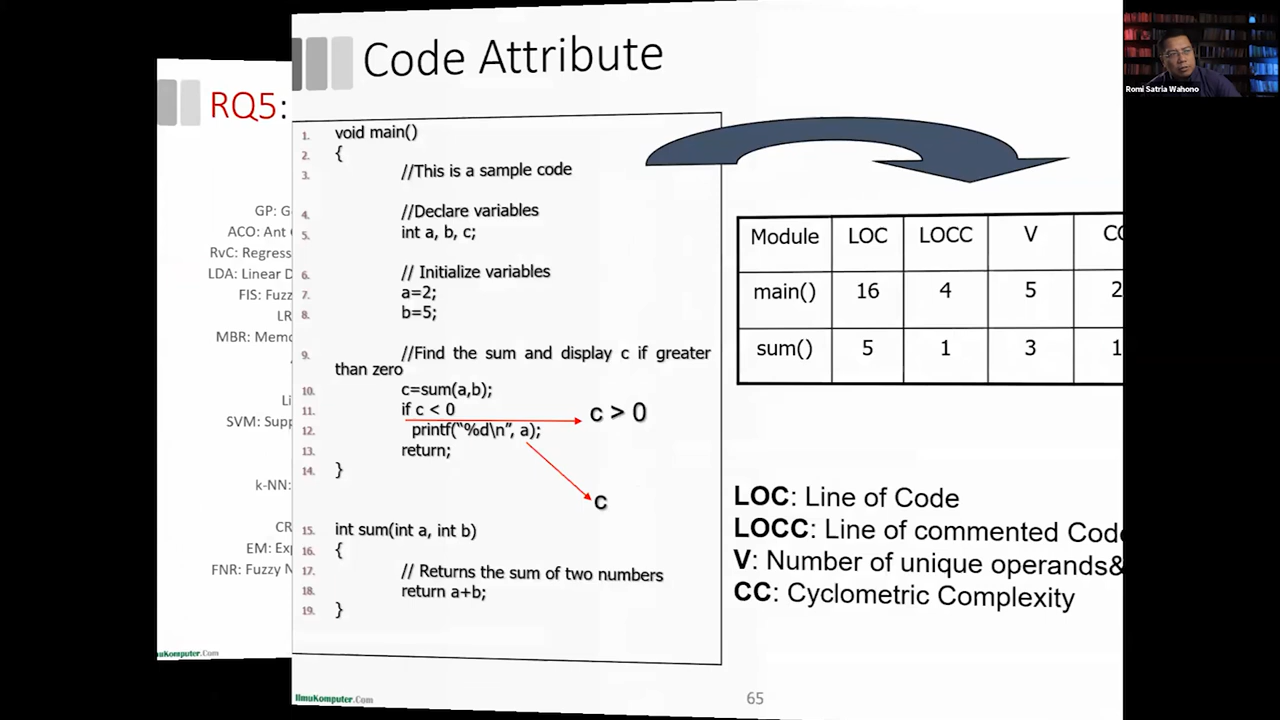 Code Attribute
RQ5:
GP: G
ACO: Ant
RvC: Regress
LDA: Linear D
FIS: Fuzz
LR
MBR: Mem
Li
SVM: Supp
k-NN:
CR
EM: Exp
FNR: Fuzzy N
1. void main()
2. {
3. //This is a sample code
4. //Declare variables
5. int a, b, c;
6. // Initialize variables
7. a=2;
8. b=5;
9. //Find the sum and display c if greater
than zero
10. c=sum(a,b);
11. if c < 0
c > 0
12. printf("%d\n", a);
13. return;
14. }
c
15. int sum(int a, int b)
16. {
17. // Returns the sum of two numbers
18. return a+b;
19. }
Module LOC LOCC V CC
main() 16 4 5 2
sum() 5 1 3 1
LOC: Line of Code
LOCC: Line of commented Code
V: Number of unique operands&
CC: Cyclometric Complexity
muKomputer.Com
IlmuKomputer.Com
65
Romi Satria Wahono